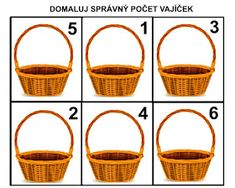 DOMALUJ SPRÁVNÝ POČET VAJÍČEK
5 1 3
2 4 6